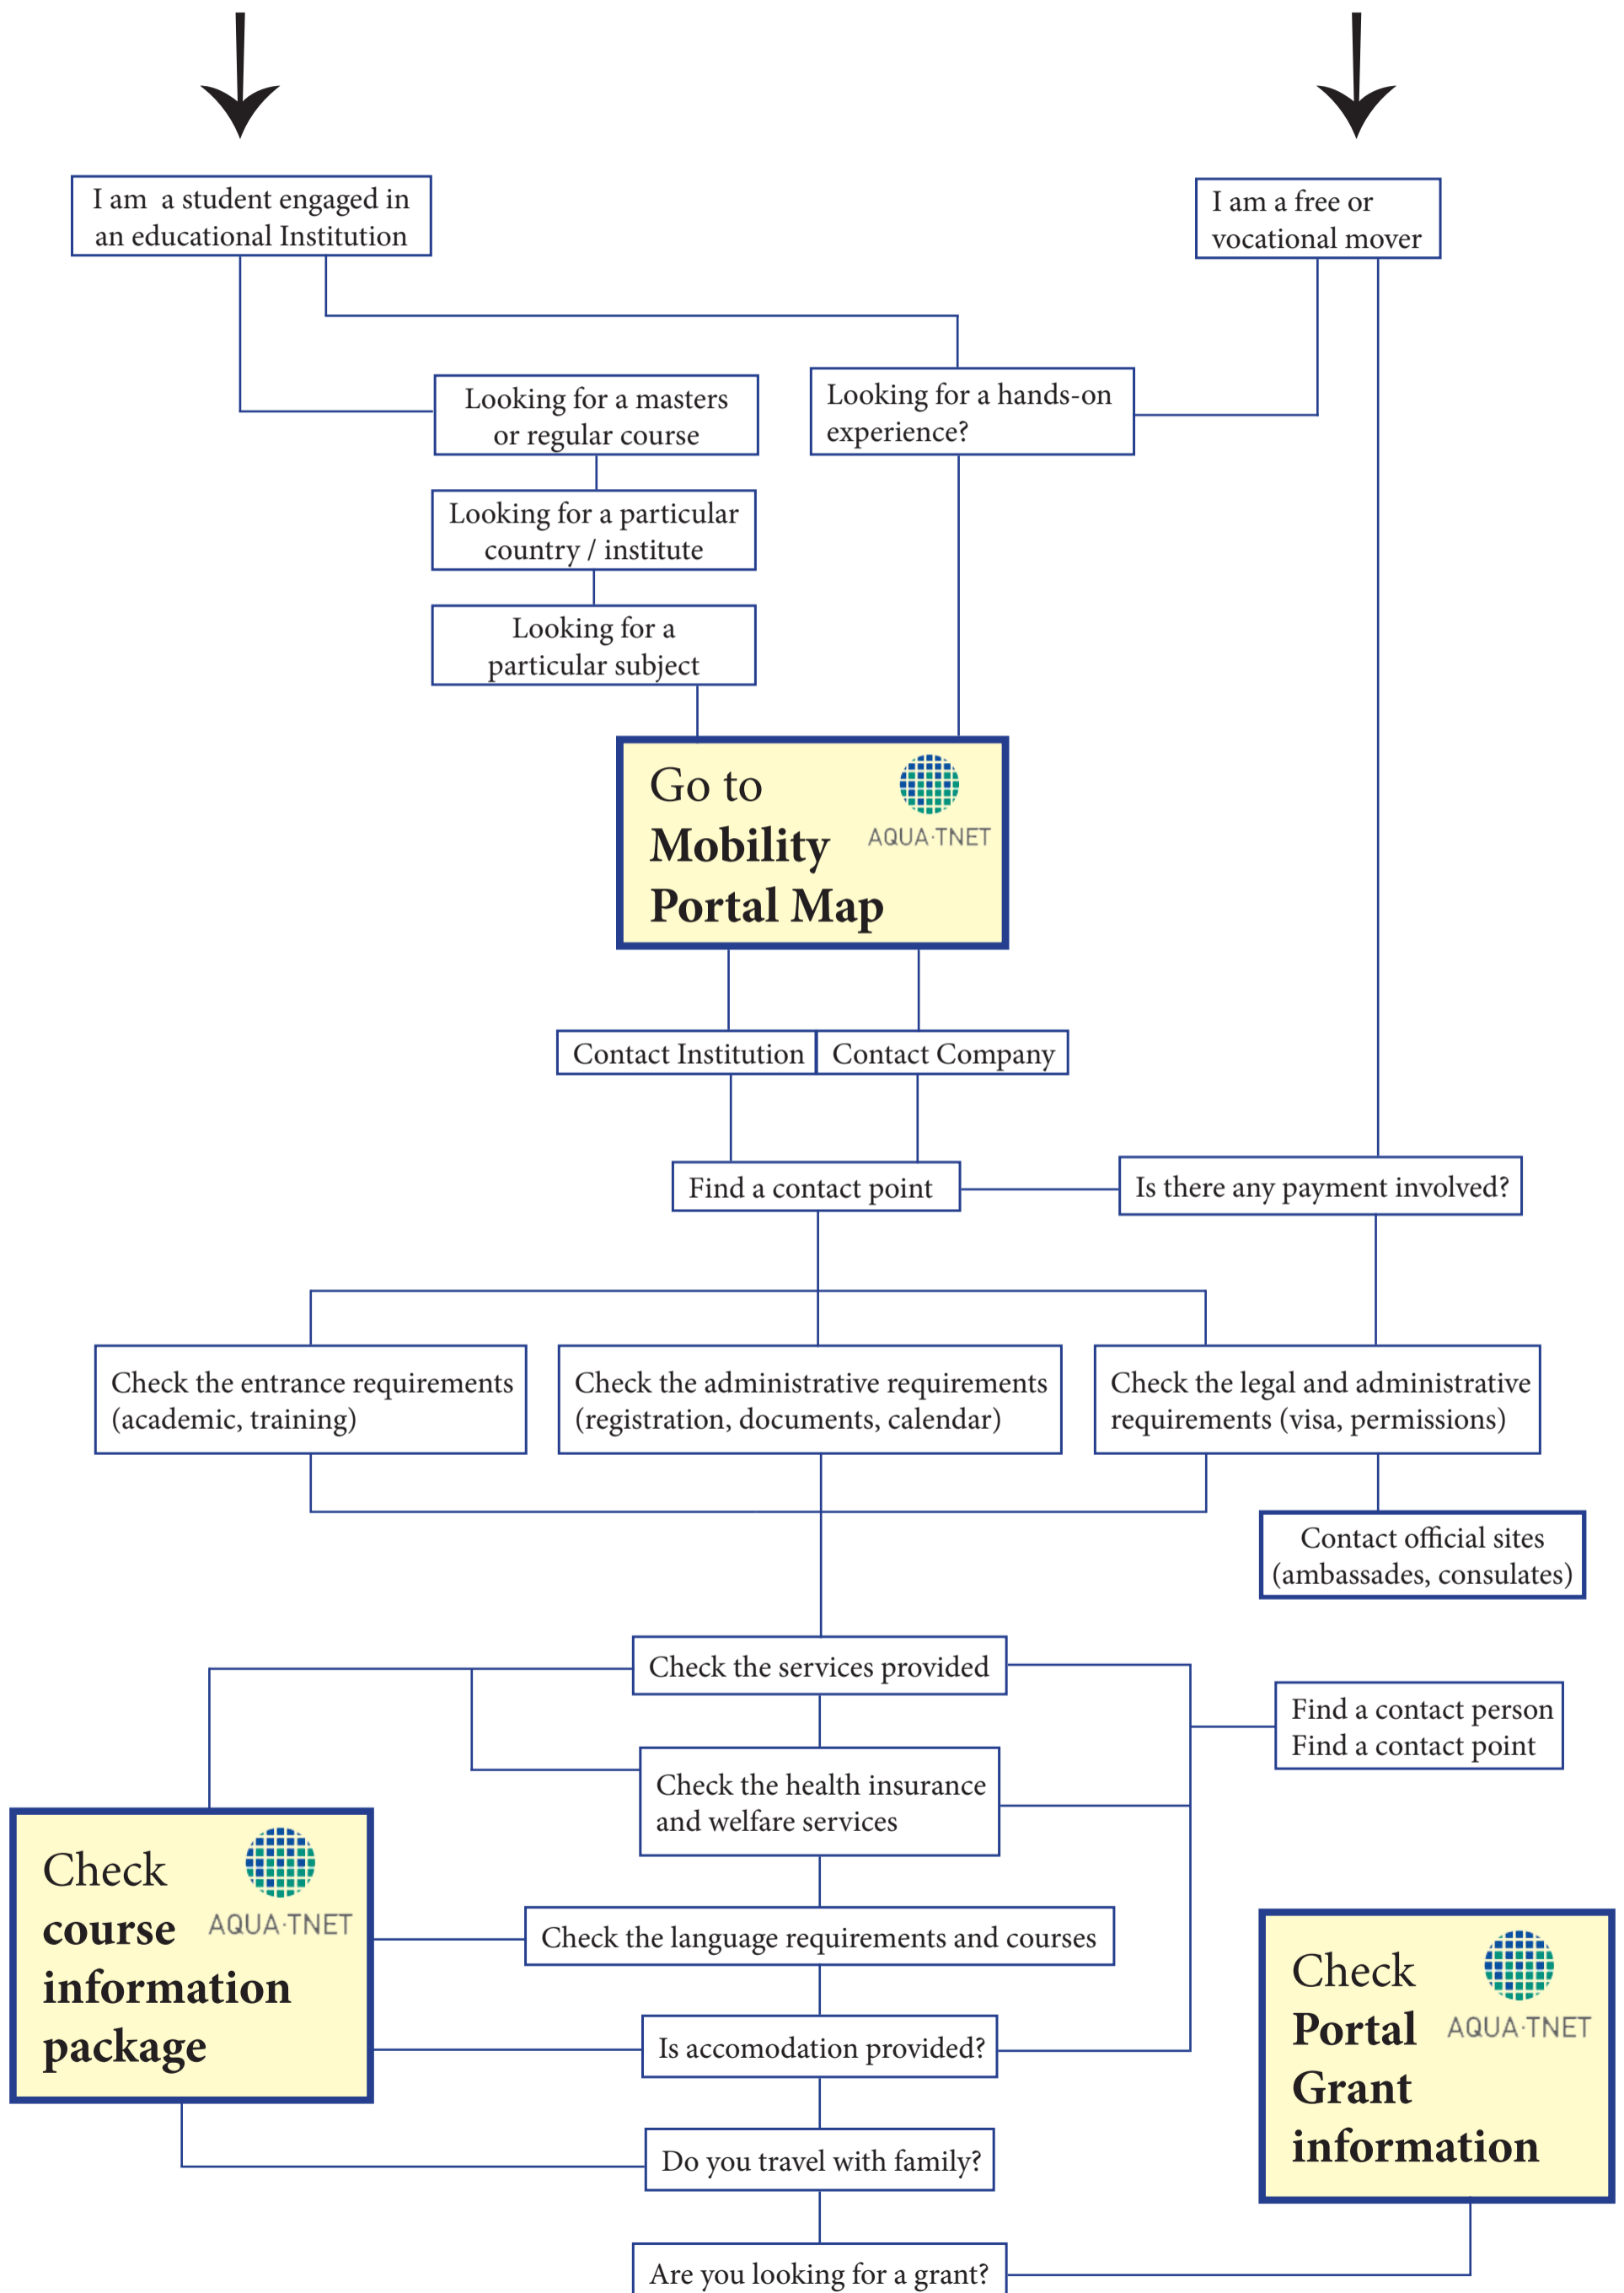 I am  a student engaged in
an educational Institution
I am a free or
vocational mover
Looking for a masters
or regular course
Looking for a hands-on
experience?
Looking for a particular
country / institute
Looking for a
particular subject
Go to
Mobility
Portal Map
AQUA·TNET
Contact Institution
Contact Company
Find a contact point
Is there any payment involved?
Check the entrance requirements
(academic, training)
Check the administrative requirements
(registration, documents, calendar)
Check the legal and administrative
requirements (visa, permissions)
Contact official sites
(ambassades, consulates)
Check the services provided
Find a contact person
Find a contact point
Check the health insurance
and welfare services
Check
course
information
package
AQUA·TNET
Check the language requirements and courses
Check
Portal
Grant
information
AQUA·TNET
Is accomodation provided?
Do you travel with family?
Are you looking for a grant?